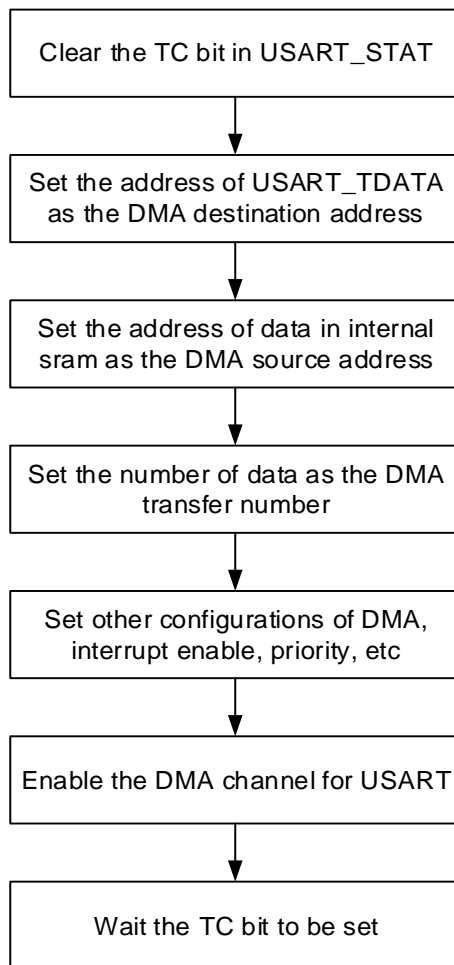 Clear the TC bit in USART_STAT
Set the address of USART_TDATA
as the DMA destination address
Set the address of data in internal
sram as the DMA source address
Set the number of data as the DMA
transfer number
Set other configurations of DMA,
interrupt enable, priority, etc
Enable the DMA channel for USART
Wait the TC bit to be set